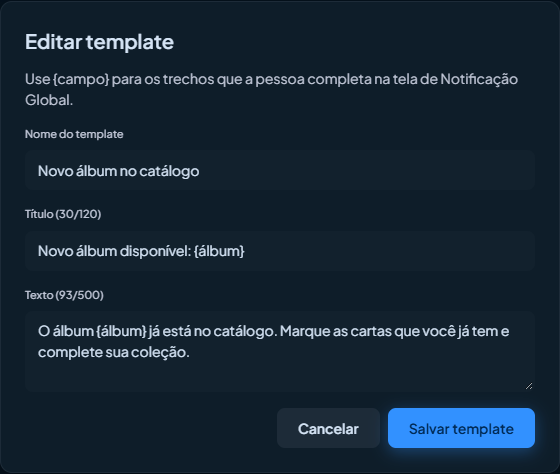 Editar template
Use {campo} para os trechos que a pessoa completa na tela de Notificação
Global.
Nome do template
Novo álbum no catálogo
Título (30/120)
Novo álbum disponível: {álbum}
Texto (93/500)
O álbum {álbum} já está no catálogo. Marque as cartas que você já tem e
complete sua coleção.
Cancelar
Salvar template